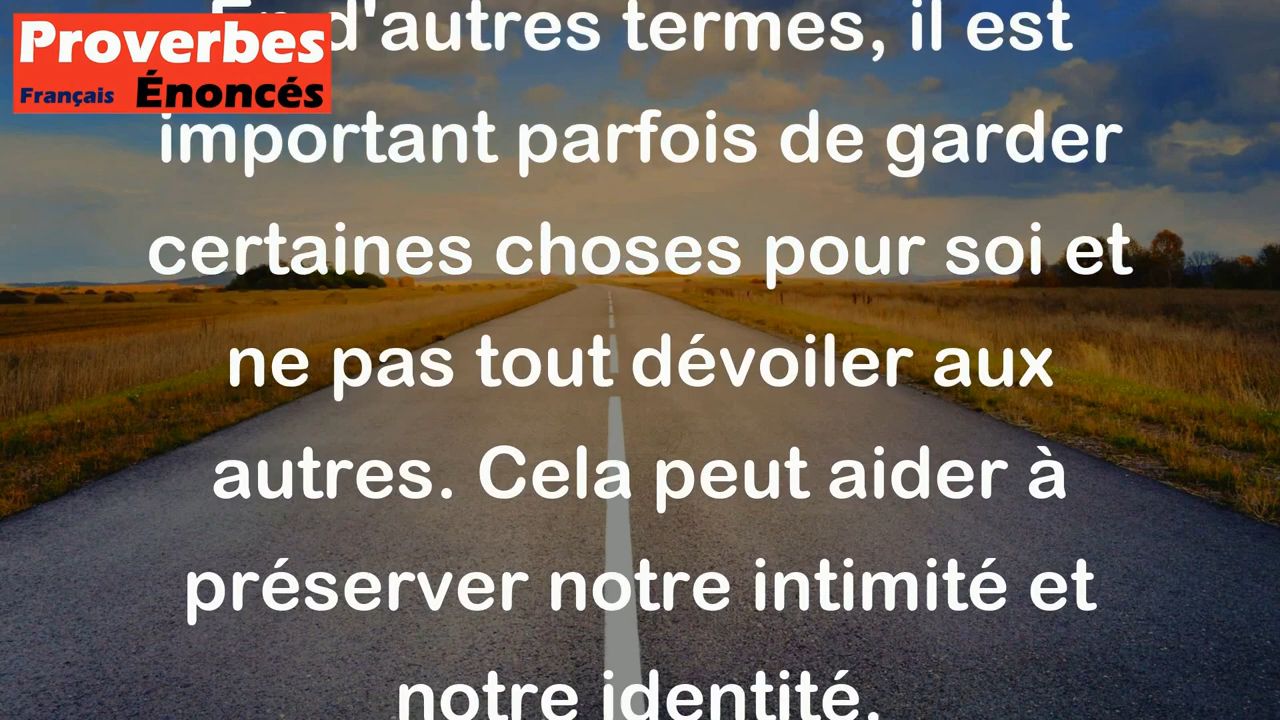 Proverbes
Français Énoncés
En d'autres termes, il est
important parfois de garder
certaines choses pour soi et
ne pas tout dévoiler aux
autres. Cela peut aider à
préserver notre intimité et
notre identité.